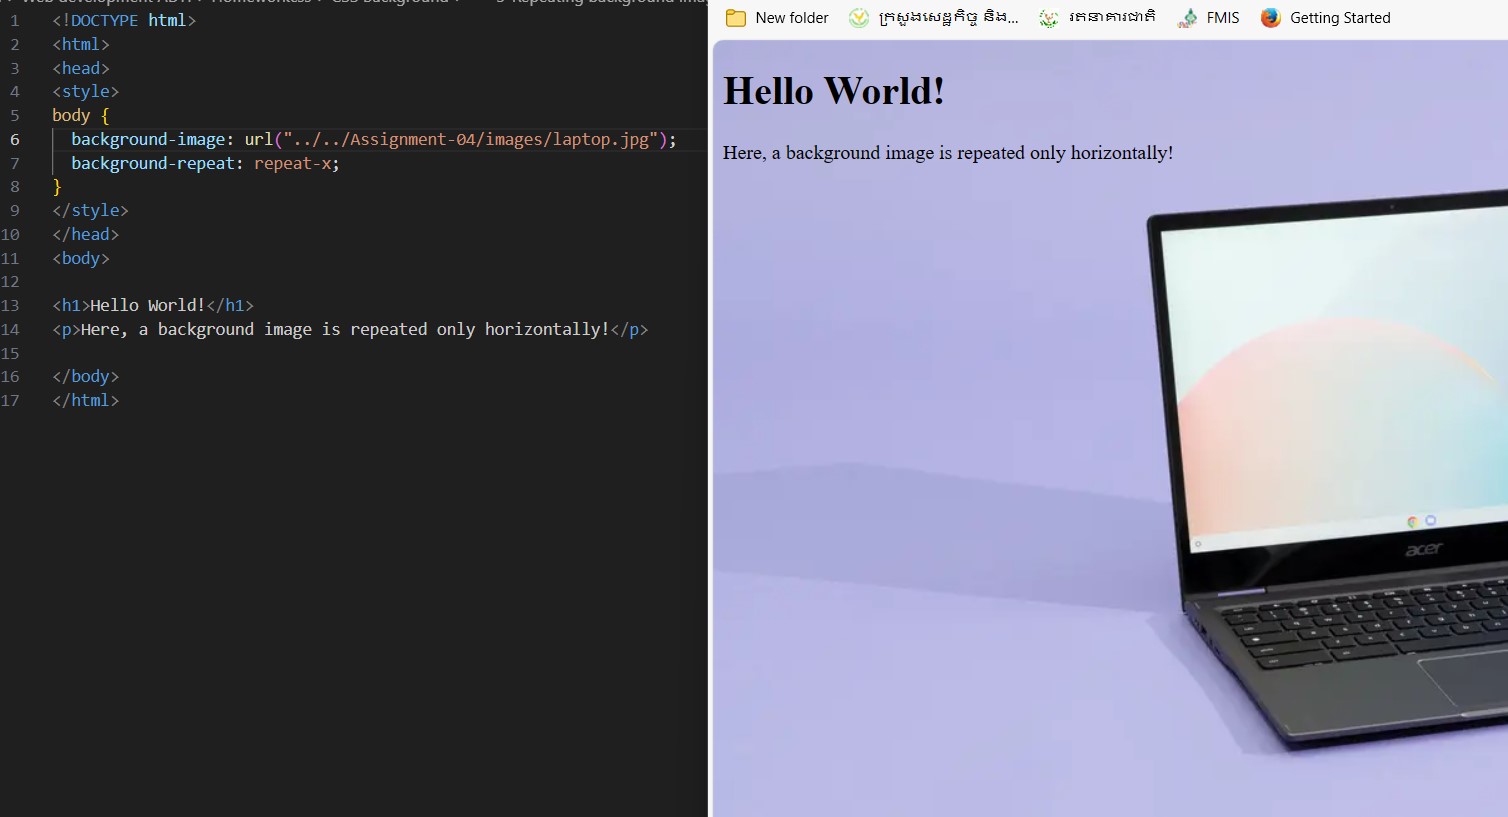 1 <!DOCTYPE html>
2 <html>
3 <head>
4 <style>
5 body {
6 background-image: url("../../Assignment-04/images/laptop.jpg");
7 background-repeat: repeat-x;
8 }
9 </style>
10 </head>
11 <body>
12
13 <h1>Hello World!</h1>
14 <p>Here, a background image is repeated only horizontally!</p>
15
16 </body>
17 </html>
New folder ក្រសួងសេដ្ឋកិច្ច និង... រតនាគារជាតិ FMIS Getting Started
Hello World!
Here, a background image is repeated only horizontally!
acer